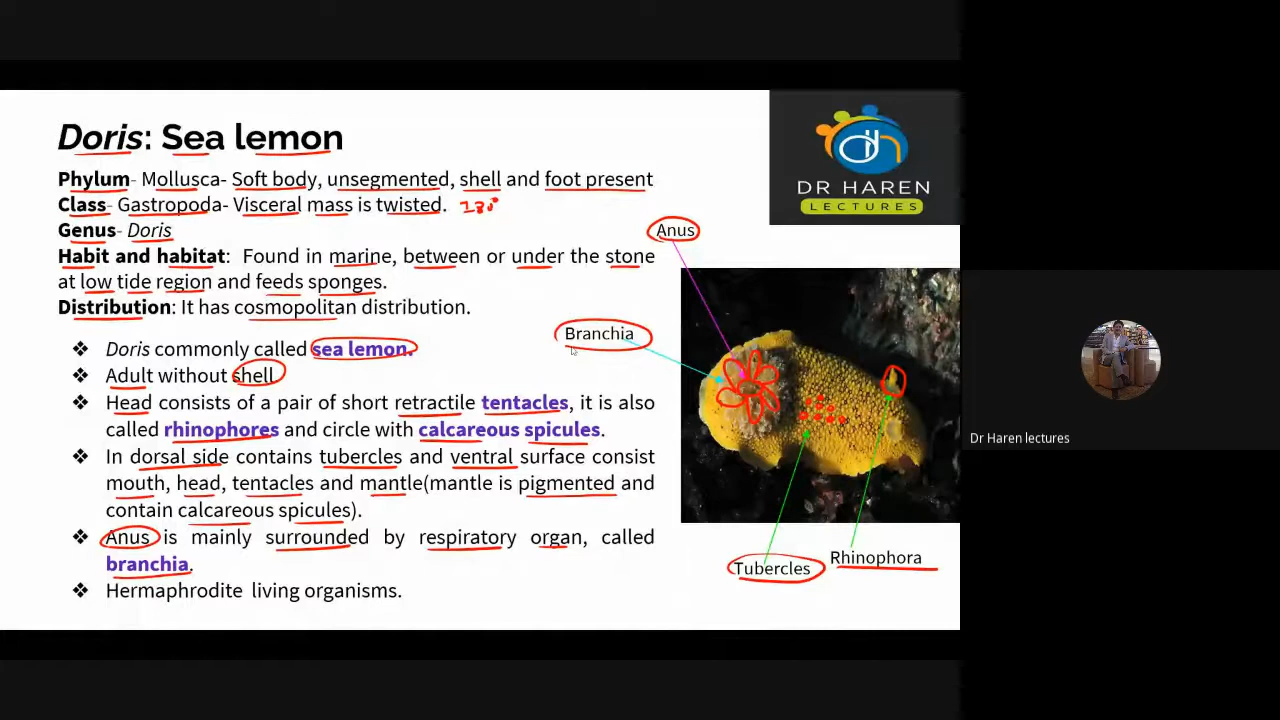 Doris: Sea lemon
Phylum- Mollusca- Soft body, unsegmented, shell and foot present
Class- Gastropoda- Visceral mass is twisted. 180°
Genus- Doris
Habit and habitat: Found in marine, between or under the stone
at low tide region and feeds sponges.
Distribution: It has cosmopolitan distribution.
❖ Doris commonly called sea lemon.
❖ Adult without shell
❖ Head consists of a pair of short retractile tentacles, it is also
called rhinophores and circle with calcareous spicules.
❖ In dorsal side contains tubercles and ventral surface consist
mouth, head, tentacles and mantle(mantle is pigmented and
contain calcareous spicules).
❖ Anus is mainly surrounded by respiratory organ, called
branchia.
❖ Hermaphrodite living organisms.
dh
DR HAREN
LECTURES
Anus
Branchia
Tubercles
Rhinophora
Dr Haren lectures